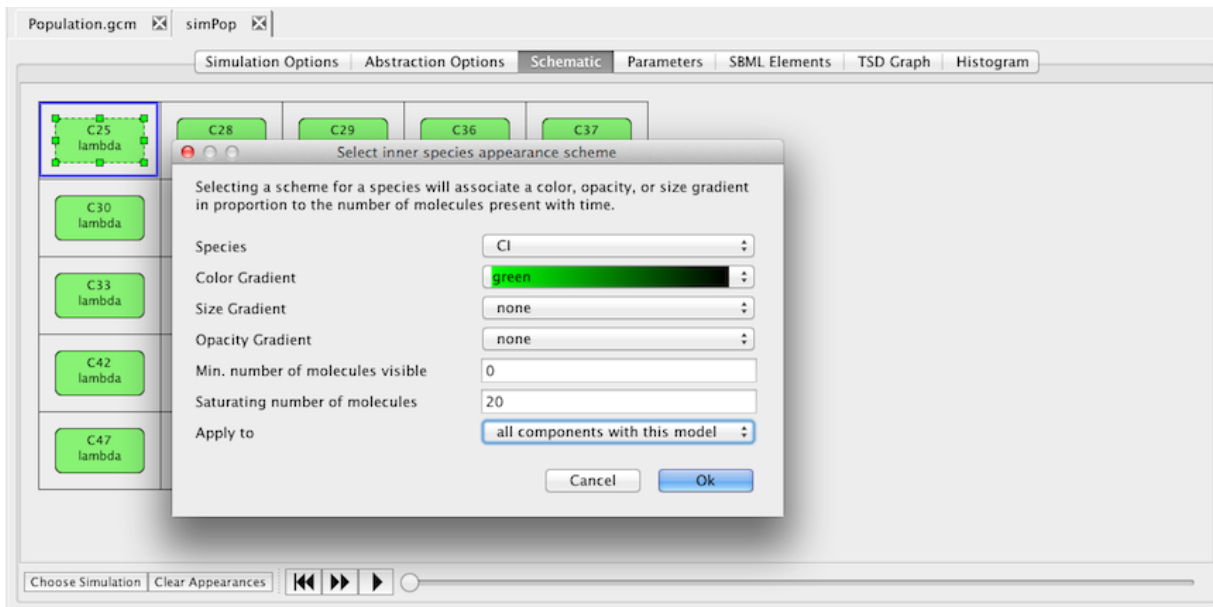 Population.gcm simPop
Simulation Options Abstraction Options Schematic Parameters SBML Elements TSD Graph Histogram
C25 C28 C29 C36 C37
lambda
Select inner species appearance scheme
Selecting a scheme for a species will associate a color, opacity, or size gradient
in proportion to the number of molecules present with time.
C30
lambda
Species CI
Color Gradient green
C33
lambda
Size Gradient none
Opacity Gradient none
C42
lambda
Min. number of molecules visible 0
Saturating number of molecules 20
Apply to all components with this model
C47
lambda
Cancel Ok
Choose Simulation Clear Appearances